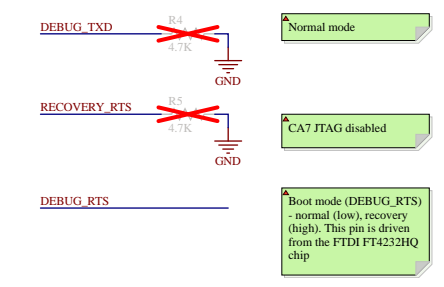 R4
DEBUG_TXD
4.7K
GND
Normal mode
R5
RECOVERY_RTS
4.7K
GND
CA7 JTAG disabled
DEBUG_RTS
Boot mode (DEBUG_RTS)
- normal (low), recovery
(high). This pin is driven
from the FTDI FT4232HQ
chip